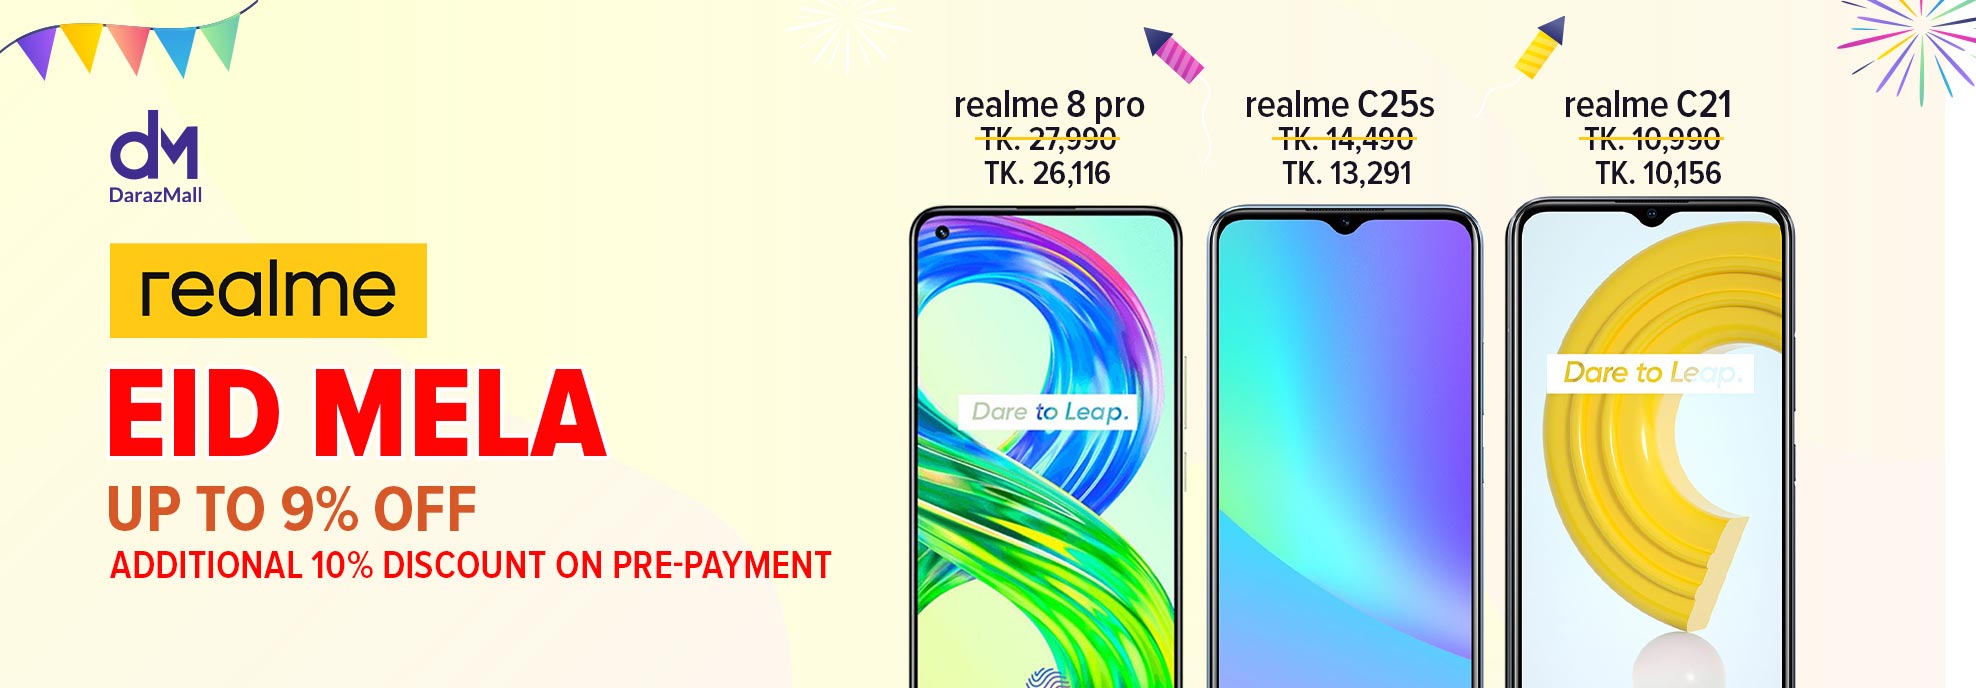 dM
DarazMall
realme
EID MELA
UP TO 9% OFF
ADDITIONAL 10% DISCOUNT ON PRE-PAYMENT
realme 8 pro
TK. 27,990
TK. 26,116
Dare to Leap.
realme C25s
TK. 14,490
TK. 13,291
realme C21
TK. 10,990
TK. 10,156
Dare to Leap.